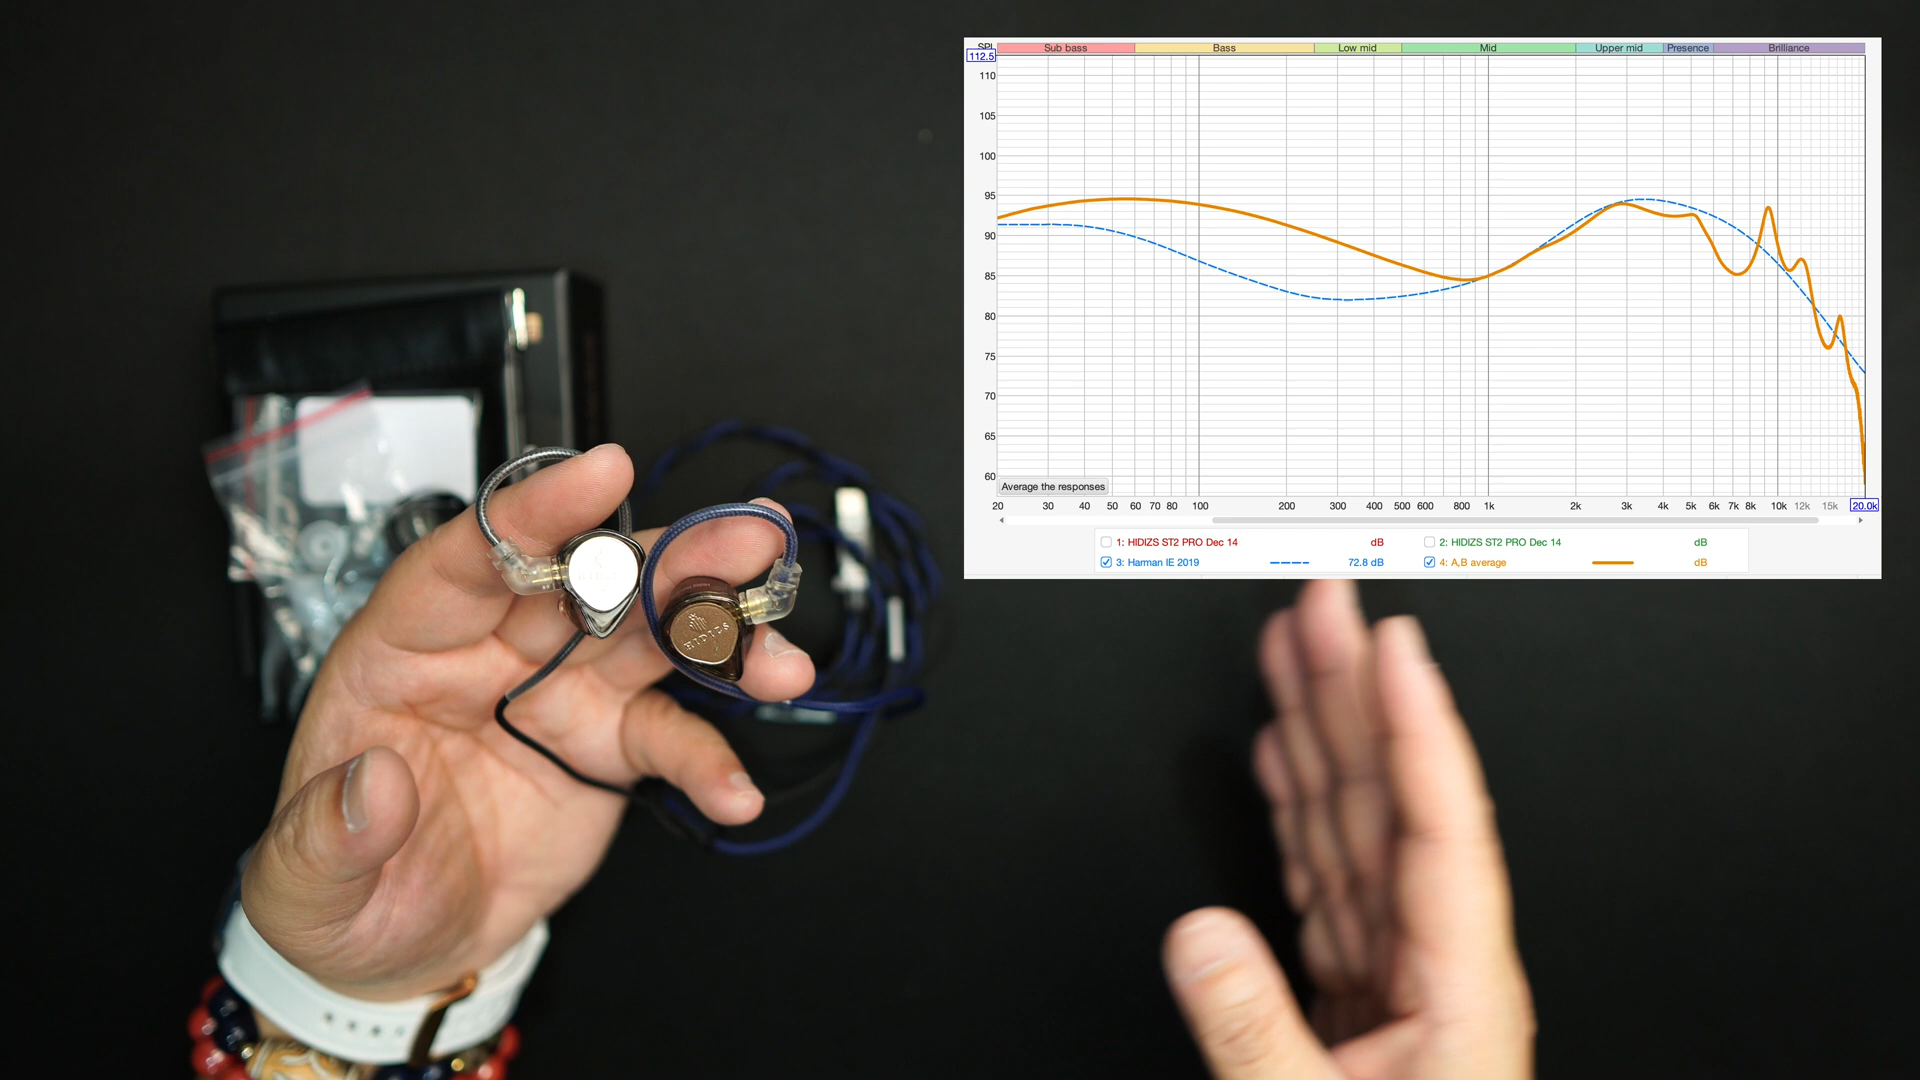 SPL
Sub bass Bass Low mid Mid Upper mid Presence Brilliance
112.5
110
105
100
95
90
85
80
75
70
65
60
Average the responses
20 30 40 50 60 70 80 100 200 300 400 500 600 800 1k 2k 3k 4k 5k 6k 7k 8k 10k 12k 15k 20.0k
1: HIDIZS ST2 PRO Dec 14 dB 2: HIDIZS ST2 PRO Dec 14 dB
3: Harman IE 2019 72.8 dB 4: A,B average dB
HIDIZS